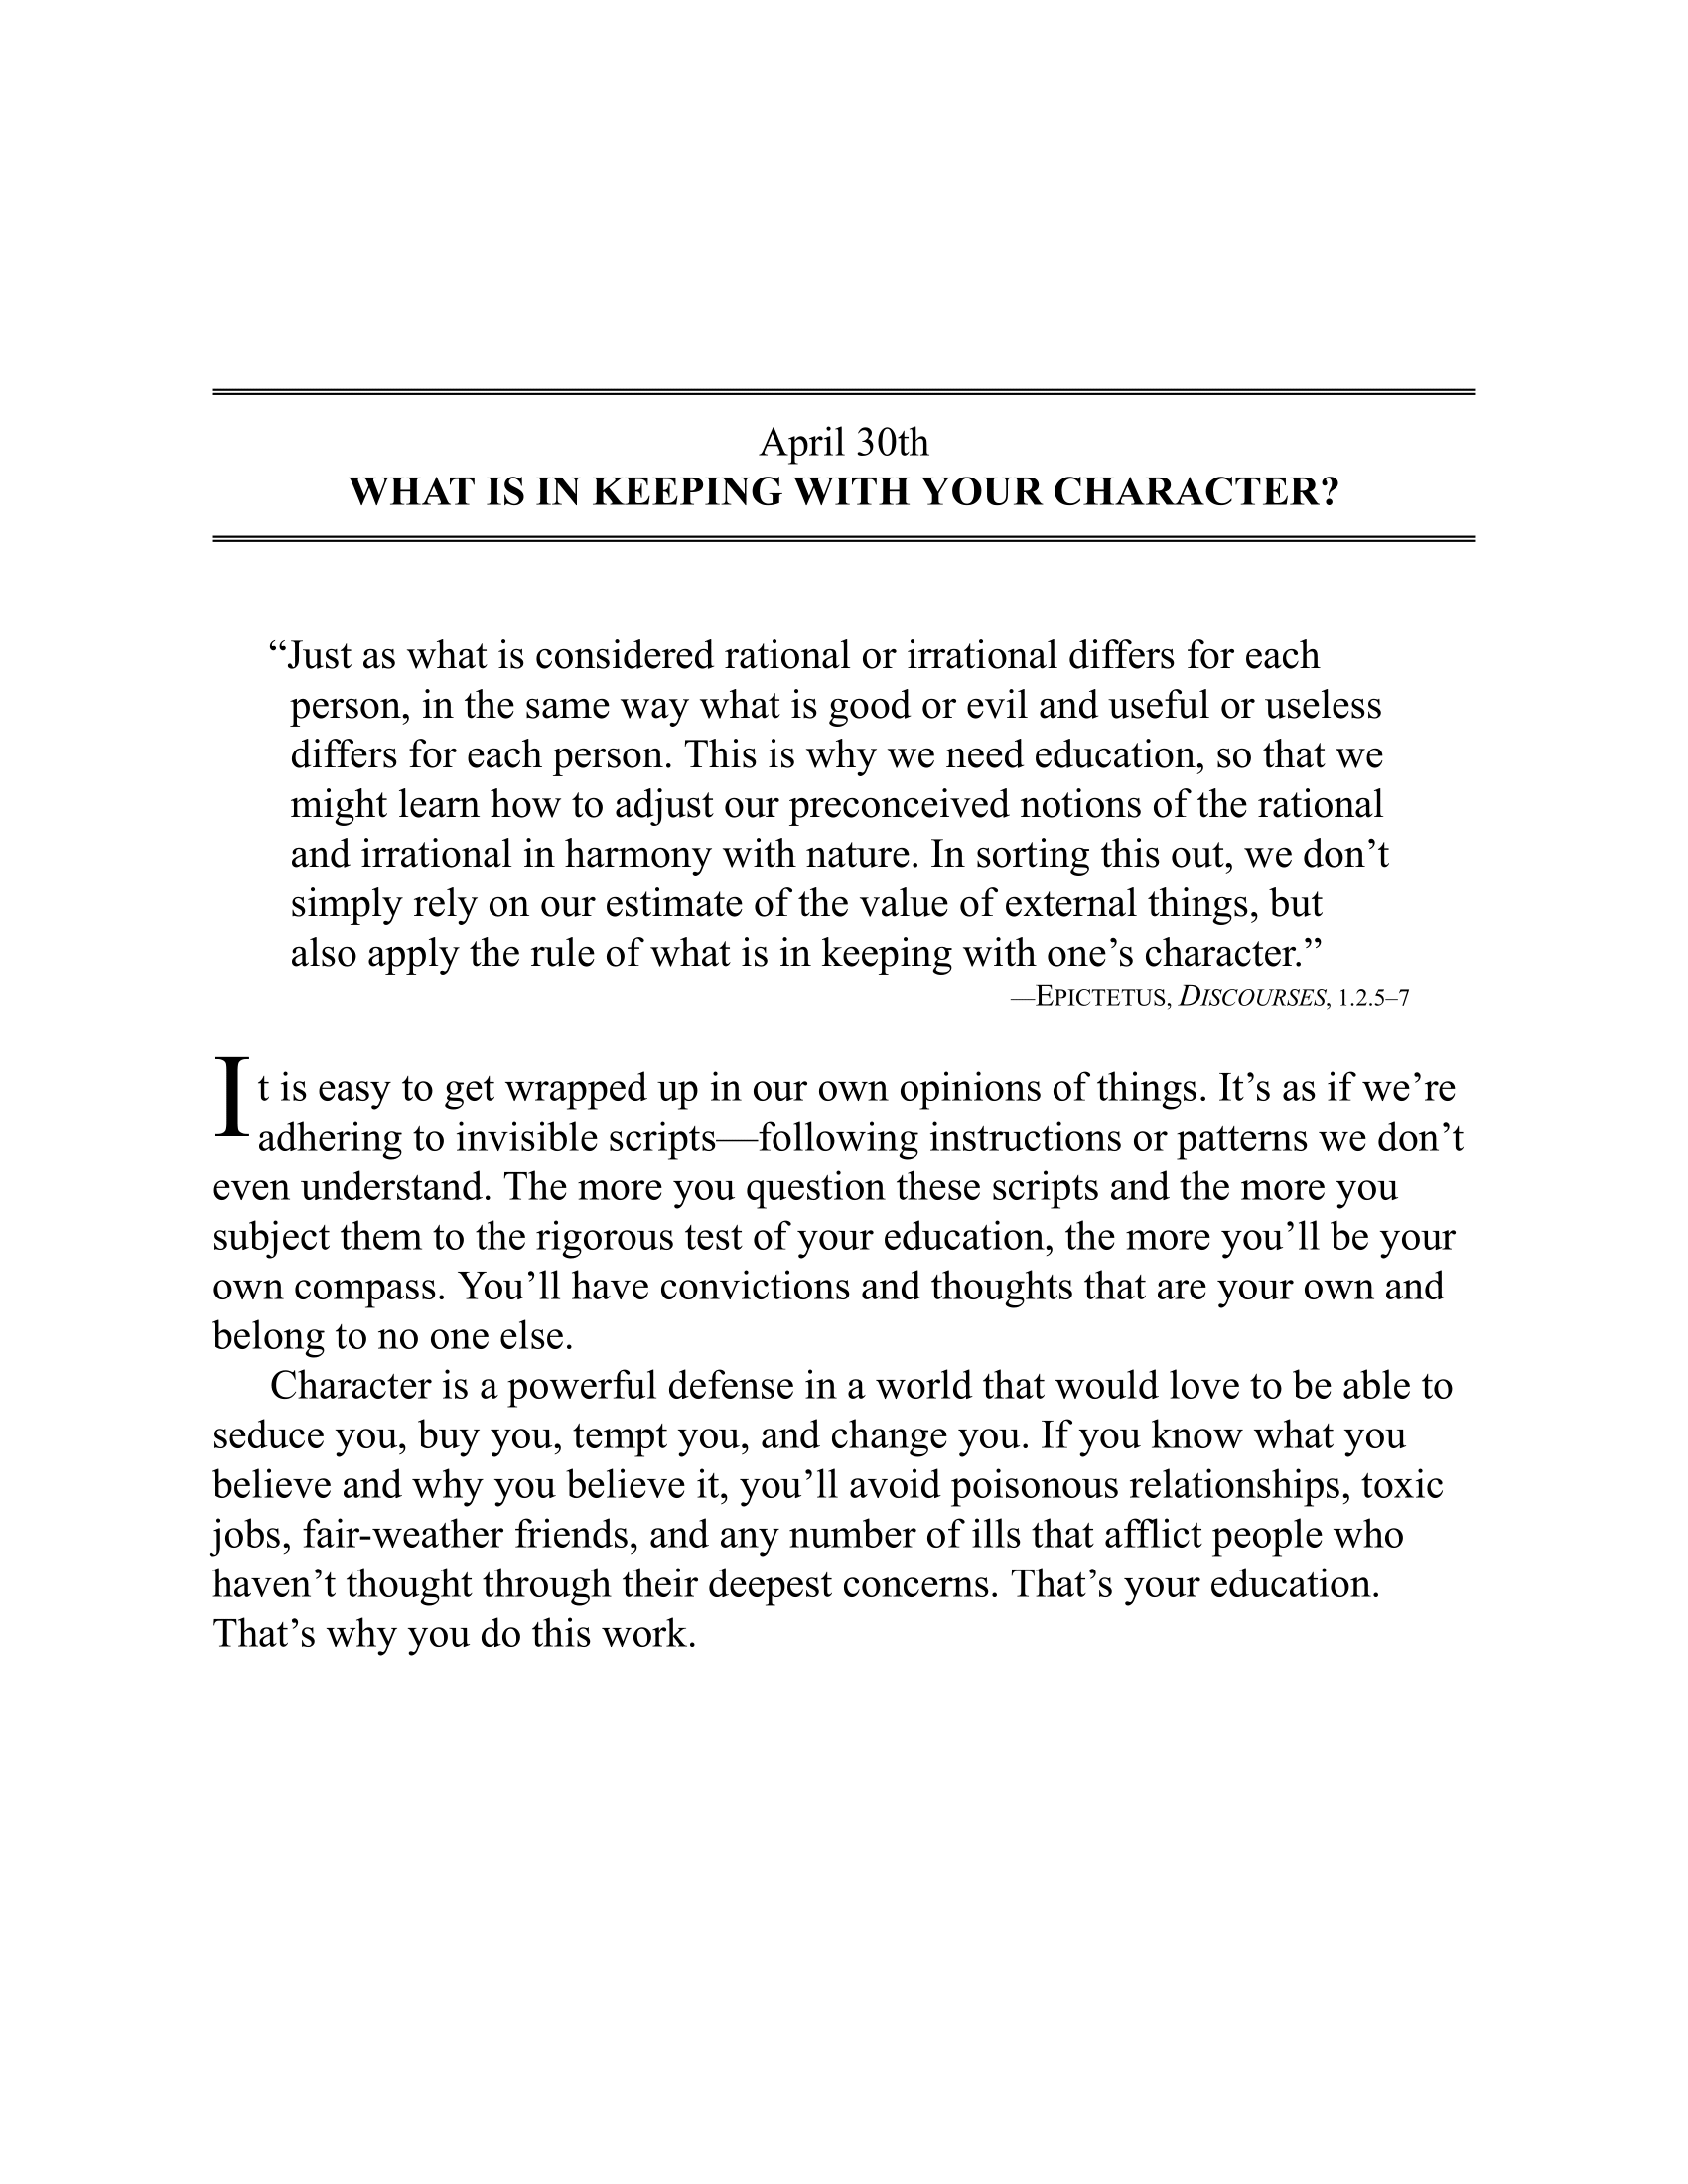 April 30th
WHAT IS IN KEEPING WITH YOUR CHARACTER?
“Just as what is considered rational or irrational differs for each
person, in the same way what is good or evil and useful or useless
differs for each person. This is why we need education, so that we
might learn how to adjust our preconceived notions of the rational
and irrational in harmony with nature. In sorting this out, we don’t
simply rely on our estimate of the value of external things, but
also apply the rule of what is in keeping with one’s character.”
—EPICTETUS, DISCOURSES, 1.2.5–7
It is easy to get wrapped up in our own opinions of things. It’s as if we’re
adhering to invisible scripts—following instructions or patterns we don’t
even understand. The more you question these scripts and the more you
subject them to the rigorous test of your education, the more you’ll be your
own compass. You’ll have convictions and thoughts that are your own and
belong to no one else.
Character is a powerful defense in a world that would love to be able to
seduce you, buy you, tempt you, and change you. If you know what you
believe and why you believe it, you’ll avoid poisonous relationships, toxic
jobs, fair-weather friends, and any number of ills that afflict people who
haven’t thought through their deepest concerns. That’s your education.
That’s why you do this work.